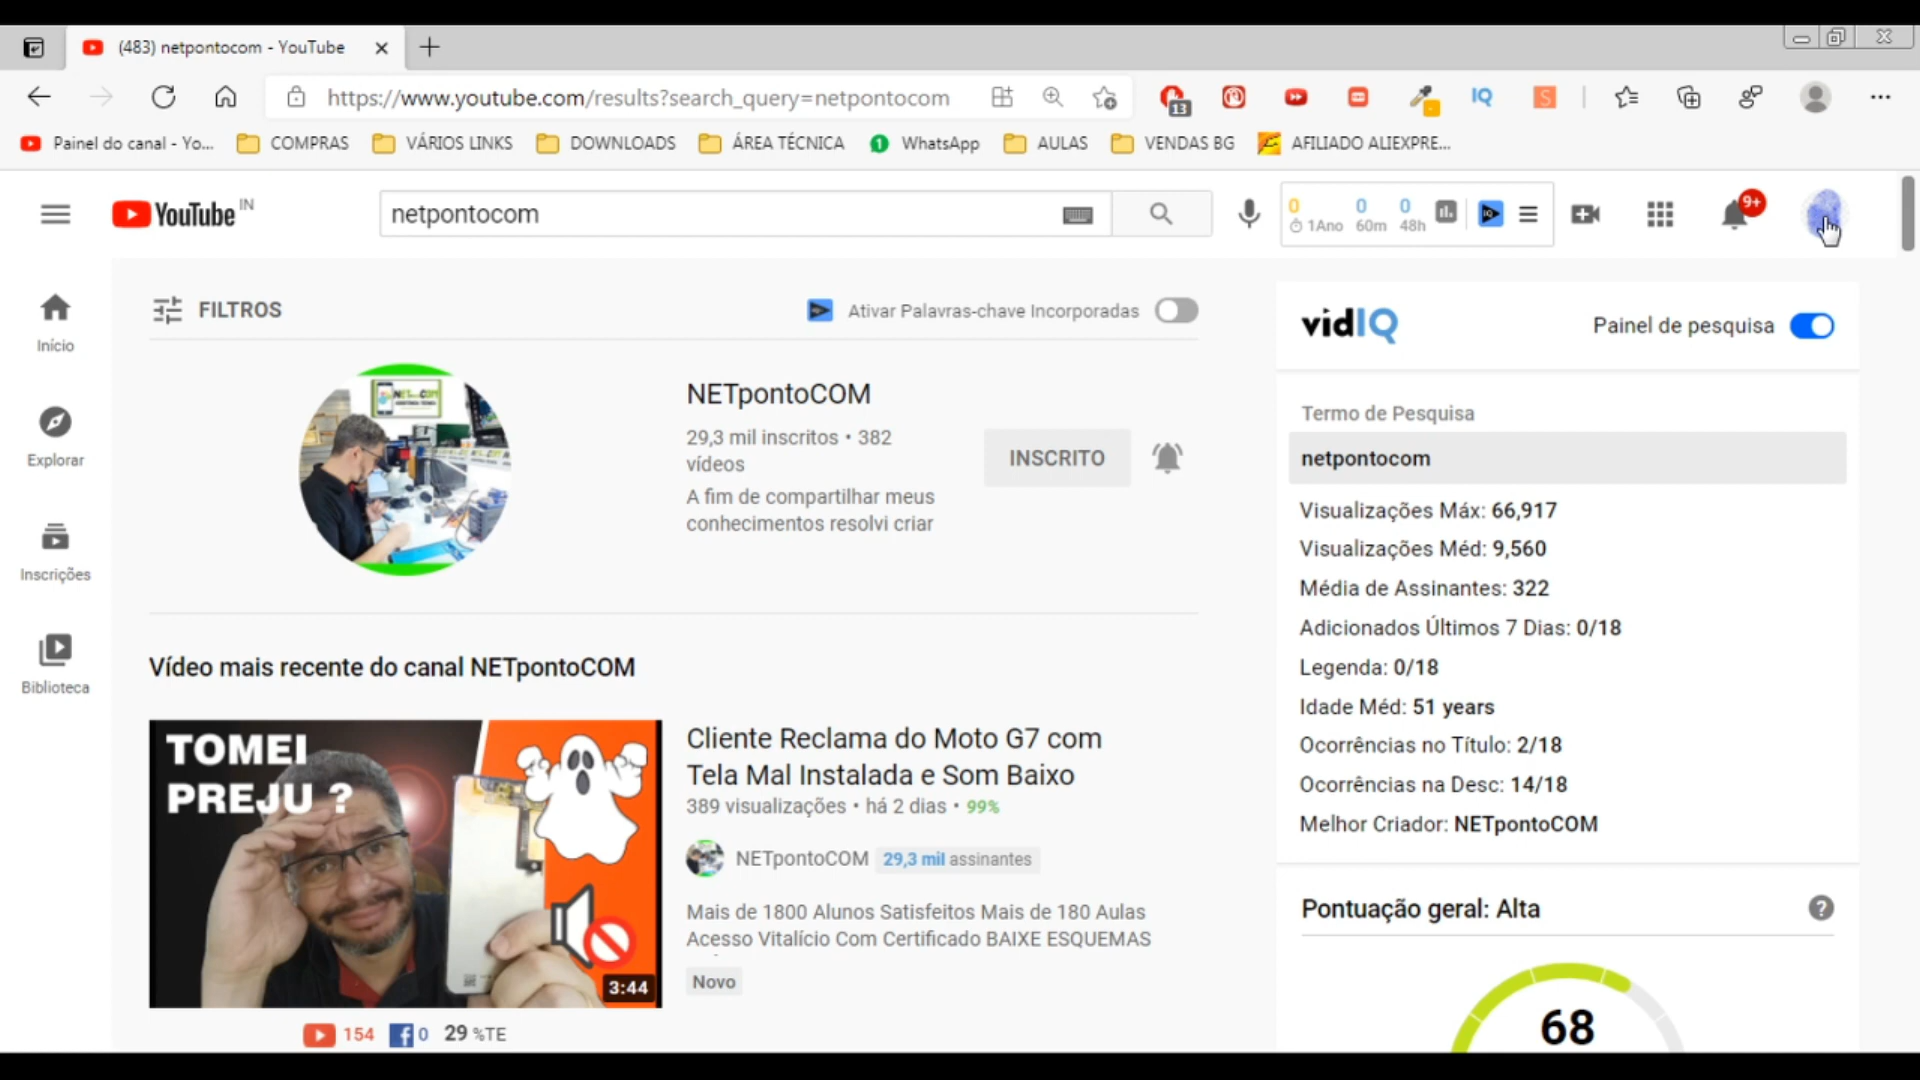 (483) netpontocom - YouTube
https://www.youtube.com/results?search_query=netpontocom
13
IQ
S
Painel do canal - Yo...
COMPRAS
VÁRIOS LINKS
DOWNLOADS
ÁREA TÉCNICA
1
WhatsApp
AULAS
VENDAS BG
AFILIADO ALIEXPRE...
YouTube IN
netpontocom
0 0 0
1Ano 60m 48h
9+
FILTROS
Ativar Palavras-chave Incorporadas
Início
Explorar
Inscrições
Biblioteca
NETpontoCOM
29,3 mil inscritos • 382
vídeos
A fim de compartilhar meus
conhecimentos resolvi criar
INSCRITO
Vídeo mais recente do canal NETpontoCOM
TOMEI
PREJU ?
3:44
154 0 29 %TE
Cliente Reclama do Moto G7 com
Tela Mal Instalada e Som Baixo
389 visualizações • há 2 dias • 99%
NETpontoCOM 29,3 mil assinantes
Mais de 1800 Alunos Satisfeitos Mais de 180 Aulas
Acesso Vitalício Com Certificado BAIXE ESQUEMAS
Novo
vidIQ
Painel de pesquisa
Termo de Pesquisa
netpontocom
Visualizações Máx: 66,917
Visualizações Méd: 9,560
Média de Assinantes: 322
Adicionados Últimos 7 Dias: 0/18
Legenda: 0/18
Idade Méd: 51 years
Ocorrências no Título: 2/18
Ocorrências na Desc: 14/18
Melhor Criador: NETpontoCOM
Pontuação geral: Alta
?
68